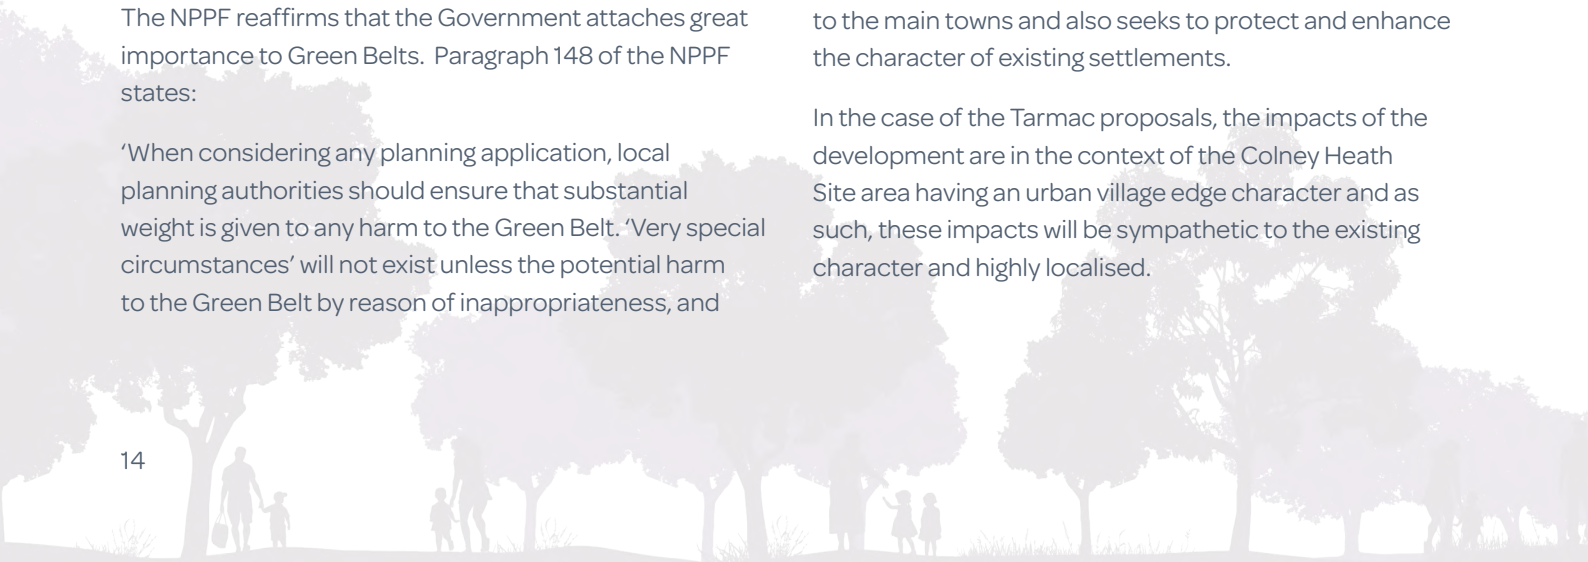 The NPPF reaffirms that the Government attaches great
importance to Green Belts.  Paragraph 148 of the NPPF
states:
‘When considering any planning application, local
planning authorities should ensure that substantial
weight is given to any harm to the Green Belt. ‘Very special
circumstances’ will not exist unless the potential harm
to the Green Belt by reason of inappropriateness, and
to the main towns and also seeks to protect and enhance
the character of existing settlements.
In the case of the Tarmac proposals, the impacts of the
development are in the context of the Colney Heath
Site area having an urban village edge character and as
such, these impacts will be sympathetic to the existing
character and highly localised.
14